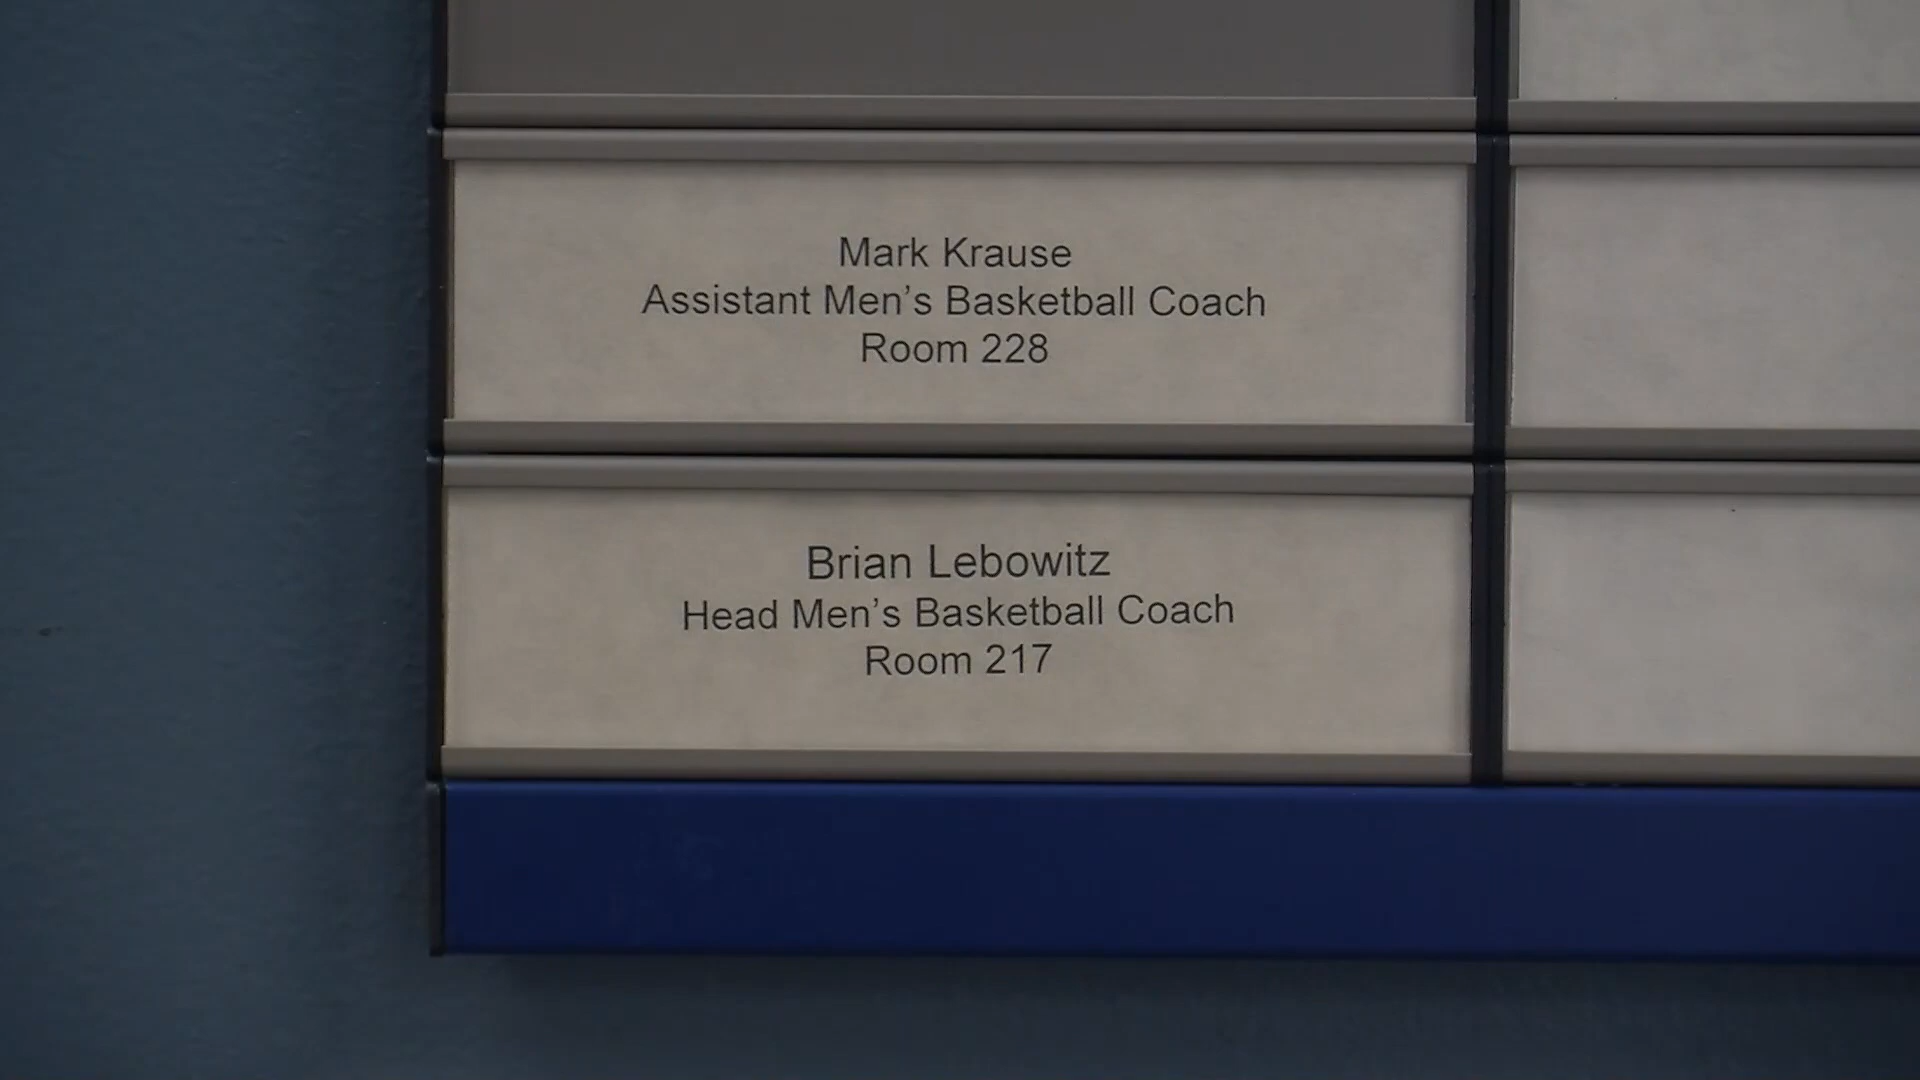 Mark Krause
Assistant Men's Basketball Coach
Room 228
Brian Lebowitz
Head Men's Basketball Coach
Room 217